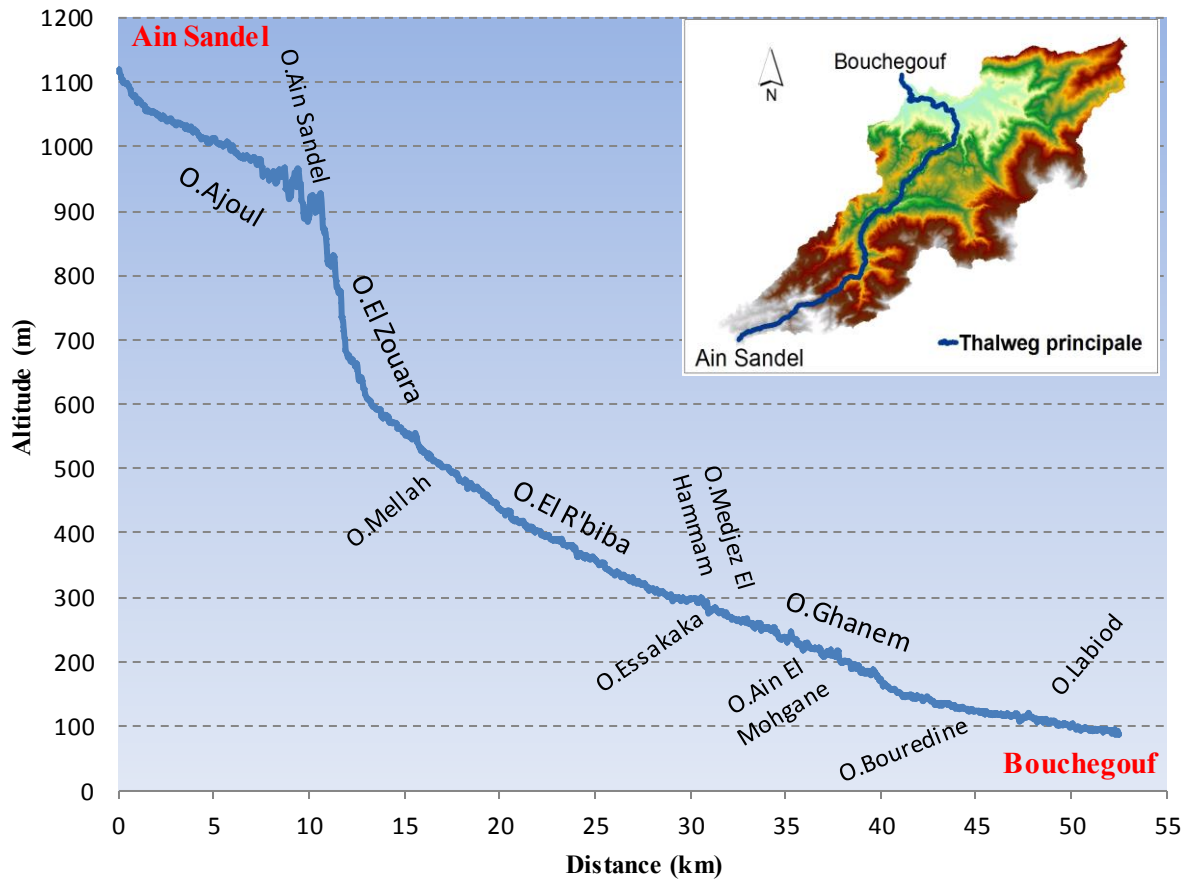 Ain Sandel
O.Ain Sandel
O.Ajoul
O.El Zouara
O.Mellah
O.El R'biba
O.Medjez El
Hammam
O.Essakaka
O.Ghanem
O.Ain El
Mohgane
O.Bouredine
O.Labiod
Bouchegouf
Bouchegouf
N
Ain Sandel
Thalweg principale
Altitude (m)
1200
1100
1000
900
800
700
600
500
400
300
200
100
0
0 5 10 15 20 25 30 35 40 45 50 55
Distance (km)